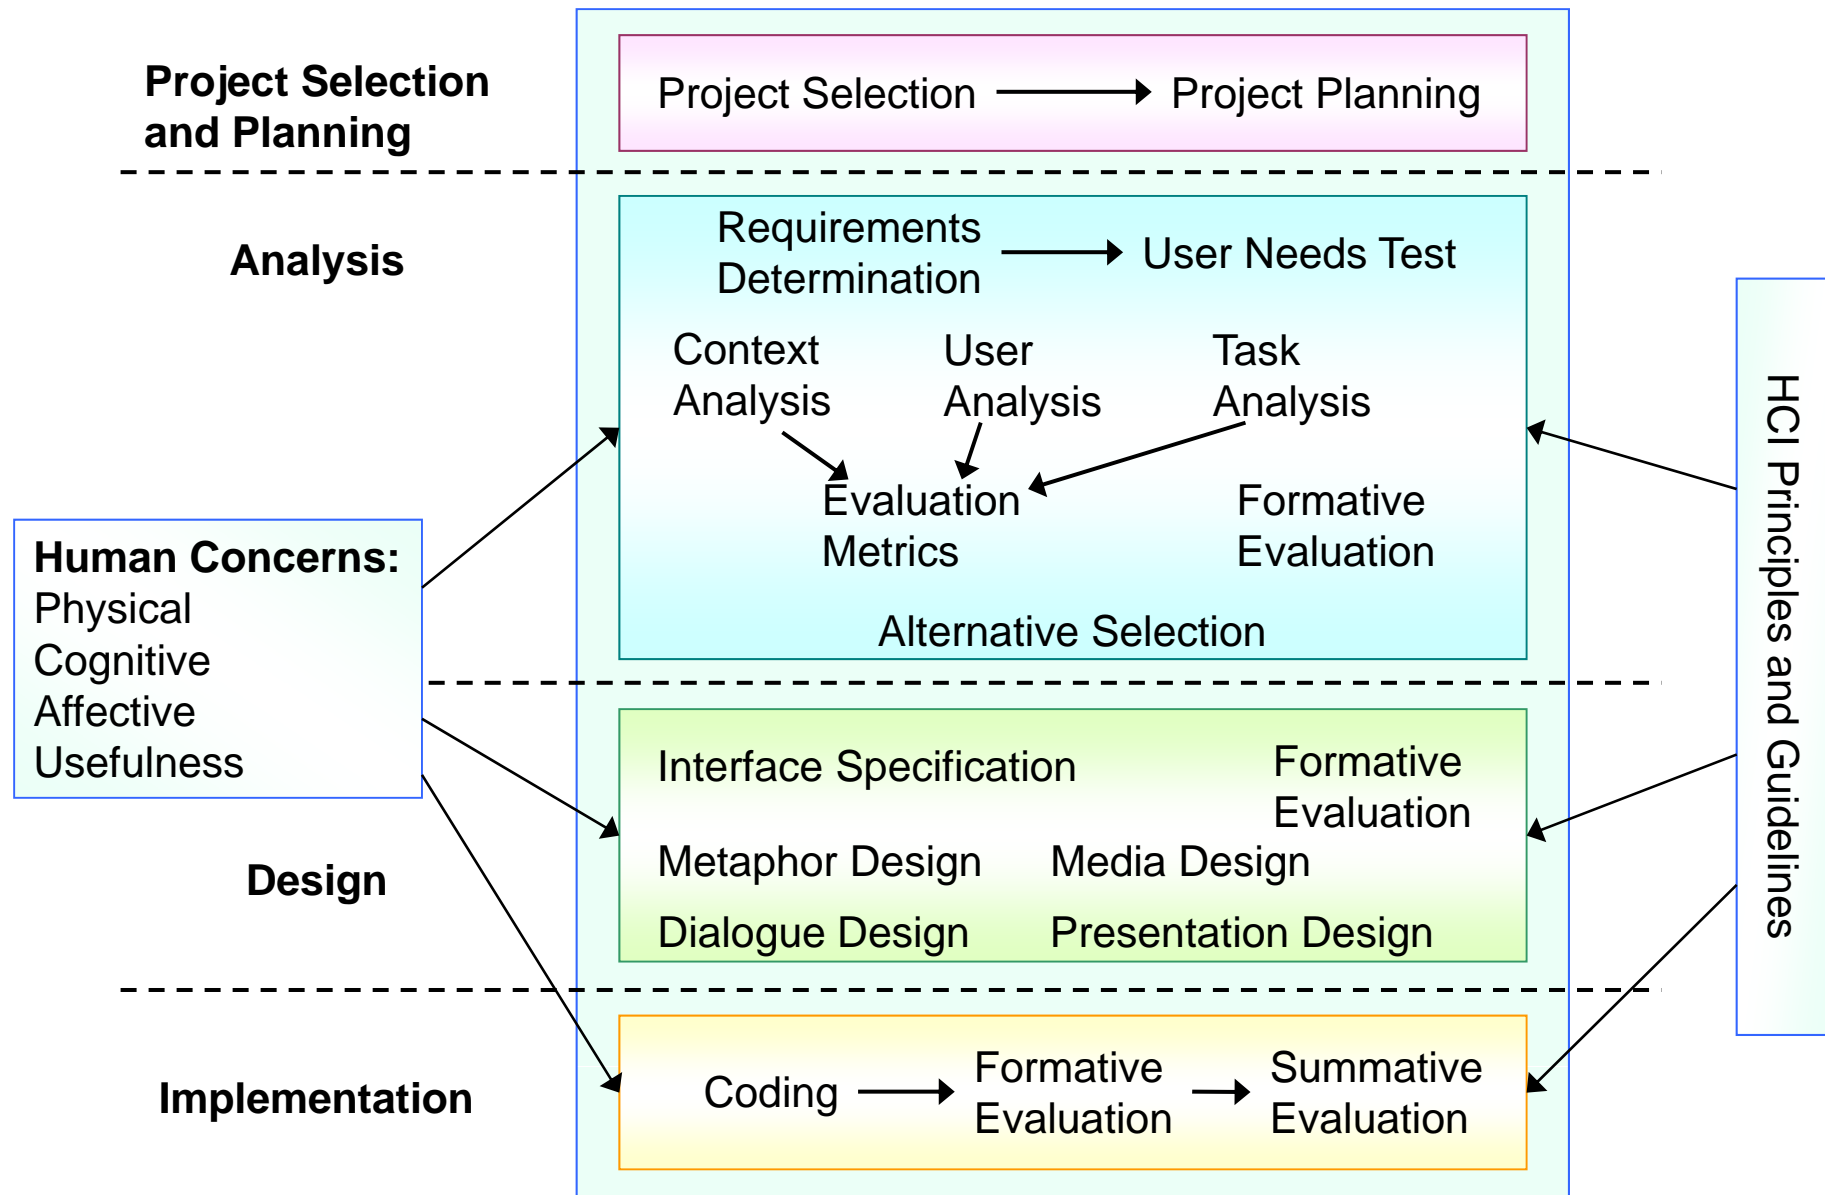 Project Selection
and Planning
Project Selection
Project Planning
Analysis
Requirements
Determination
User Needs Test
Context
Analysis
User
Analysis
Task
Analysis
Evaluation
Metrics
Formative
Evaluation
Alternative Selection
Human Concerns:
Physical
Cognitive
Affective
Usefulness
HCI Principles and Guidelines
Design
Interface Specification
Formative
Evaluation
Metaphor Design
Media Design
Dialogue Design
Presentation Design
Implementation
Coding
Formative
Evaluation
Summative
Evaluation